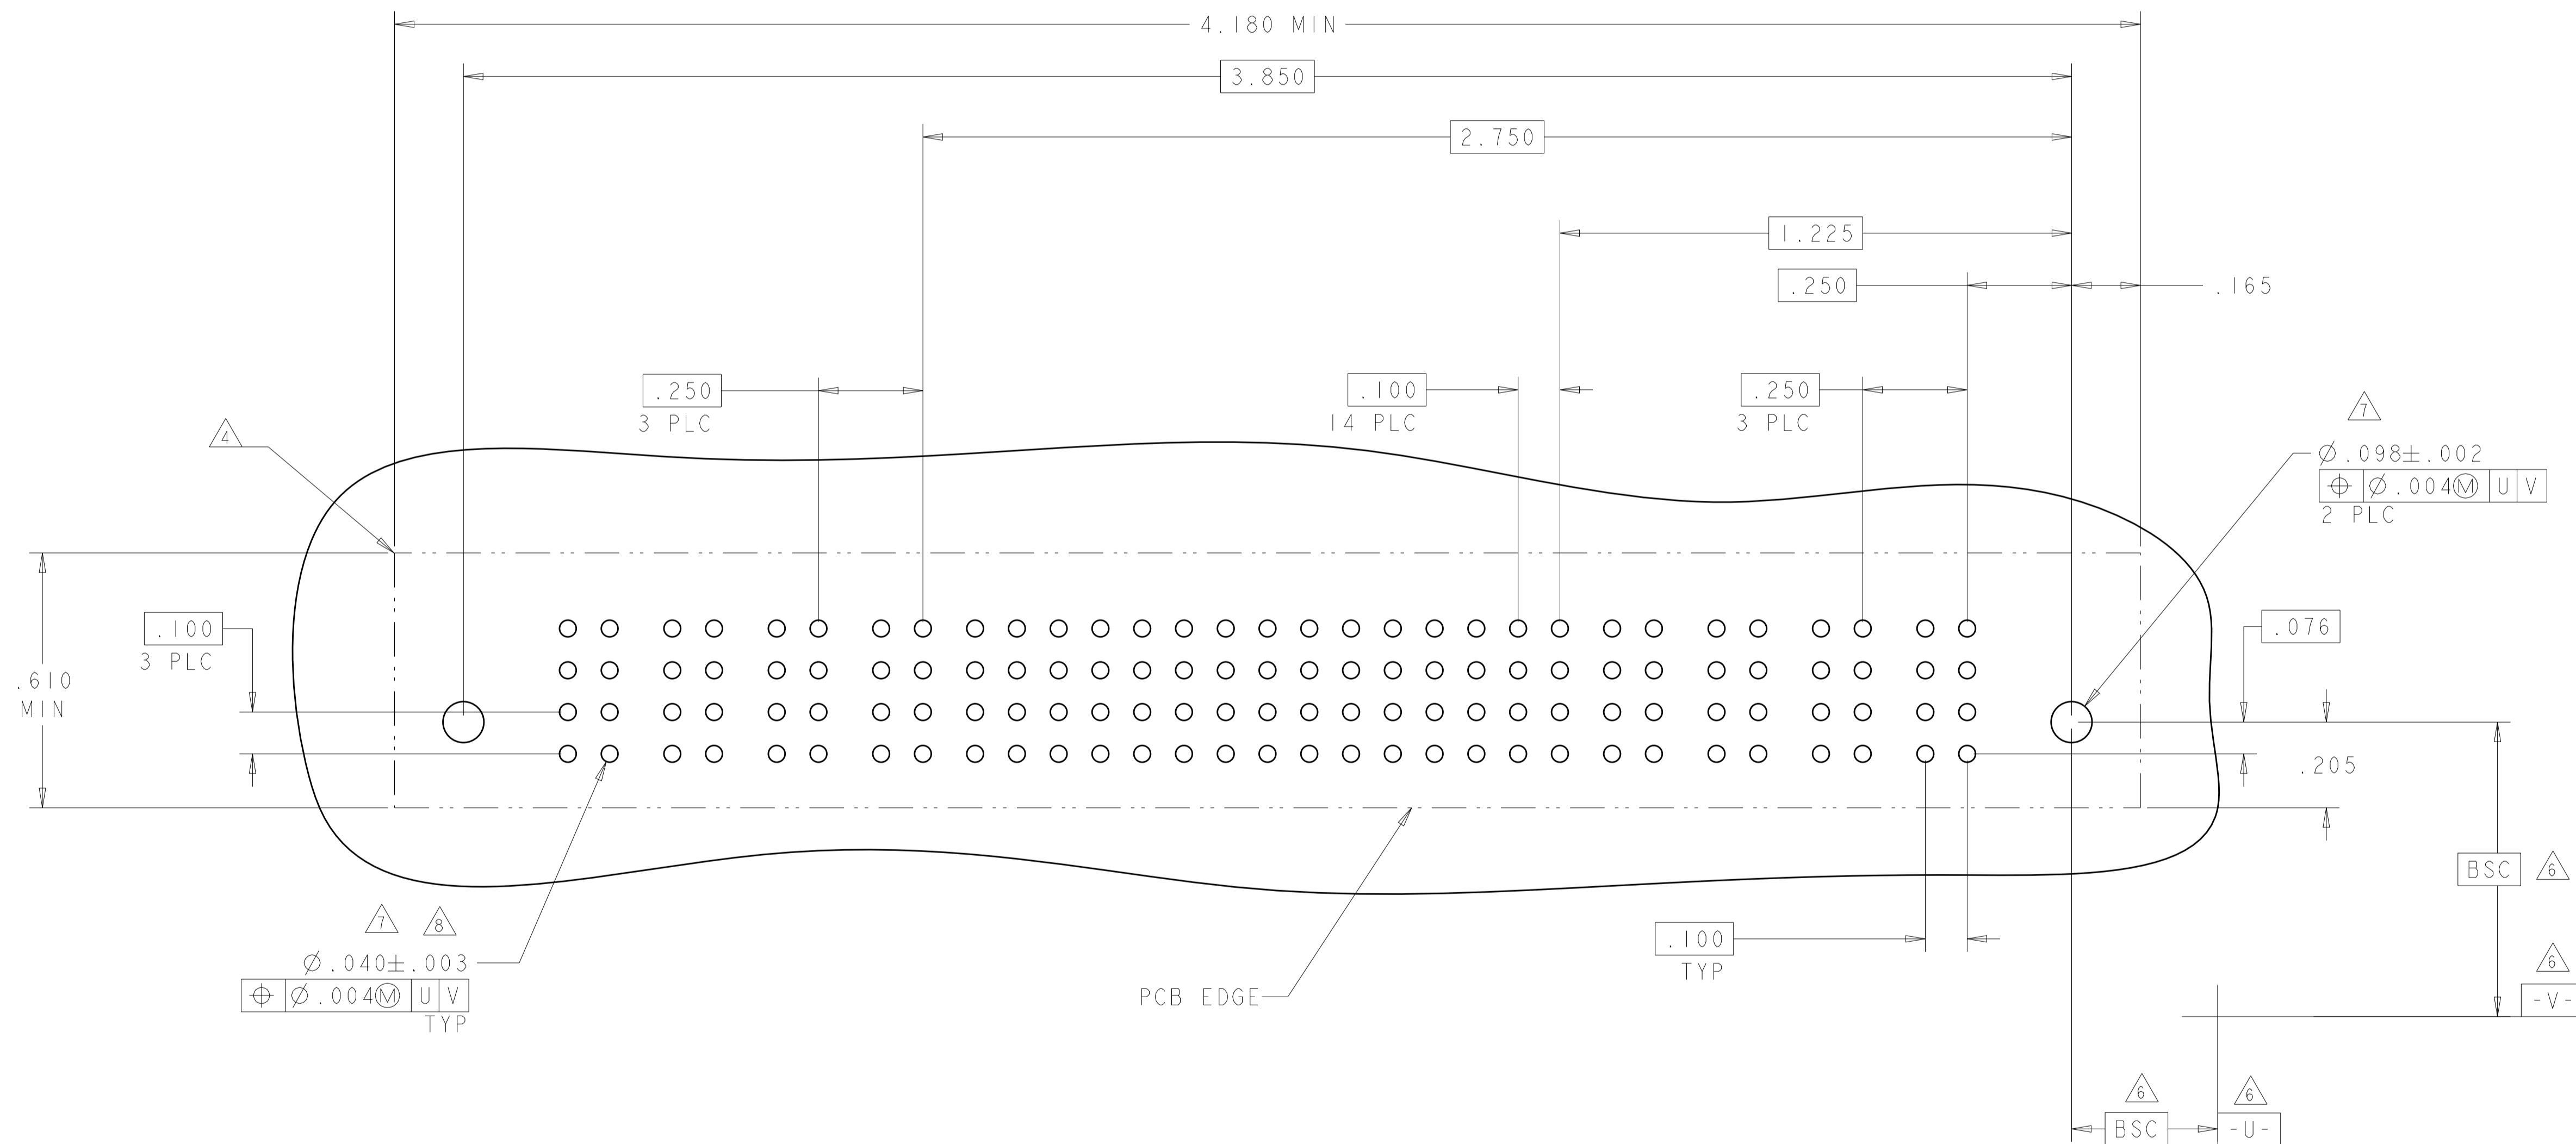 4.180 MIN
3.850
2.750
1.225
.250
.165
.250
3 PLC
.100
14 PLC
.250
3 PLC
7
4
Ø.098±.002
⌖ Ø.004Ⓜ U V
2 PLC
.100
3 PLC
.076
.610
MIN
.205
BSC 6
7 8
Ø.040±.003
⌖ Ø.004Ⓜ U V
TYP
.100
TYP
PCB EDGE
6
-V-
6 6
BSC -U-